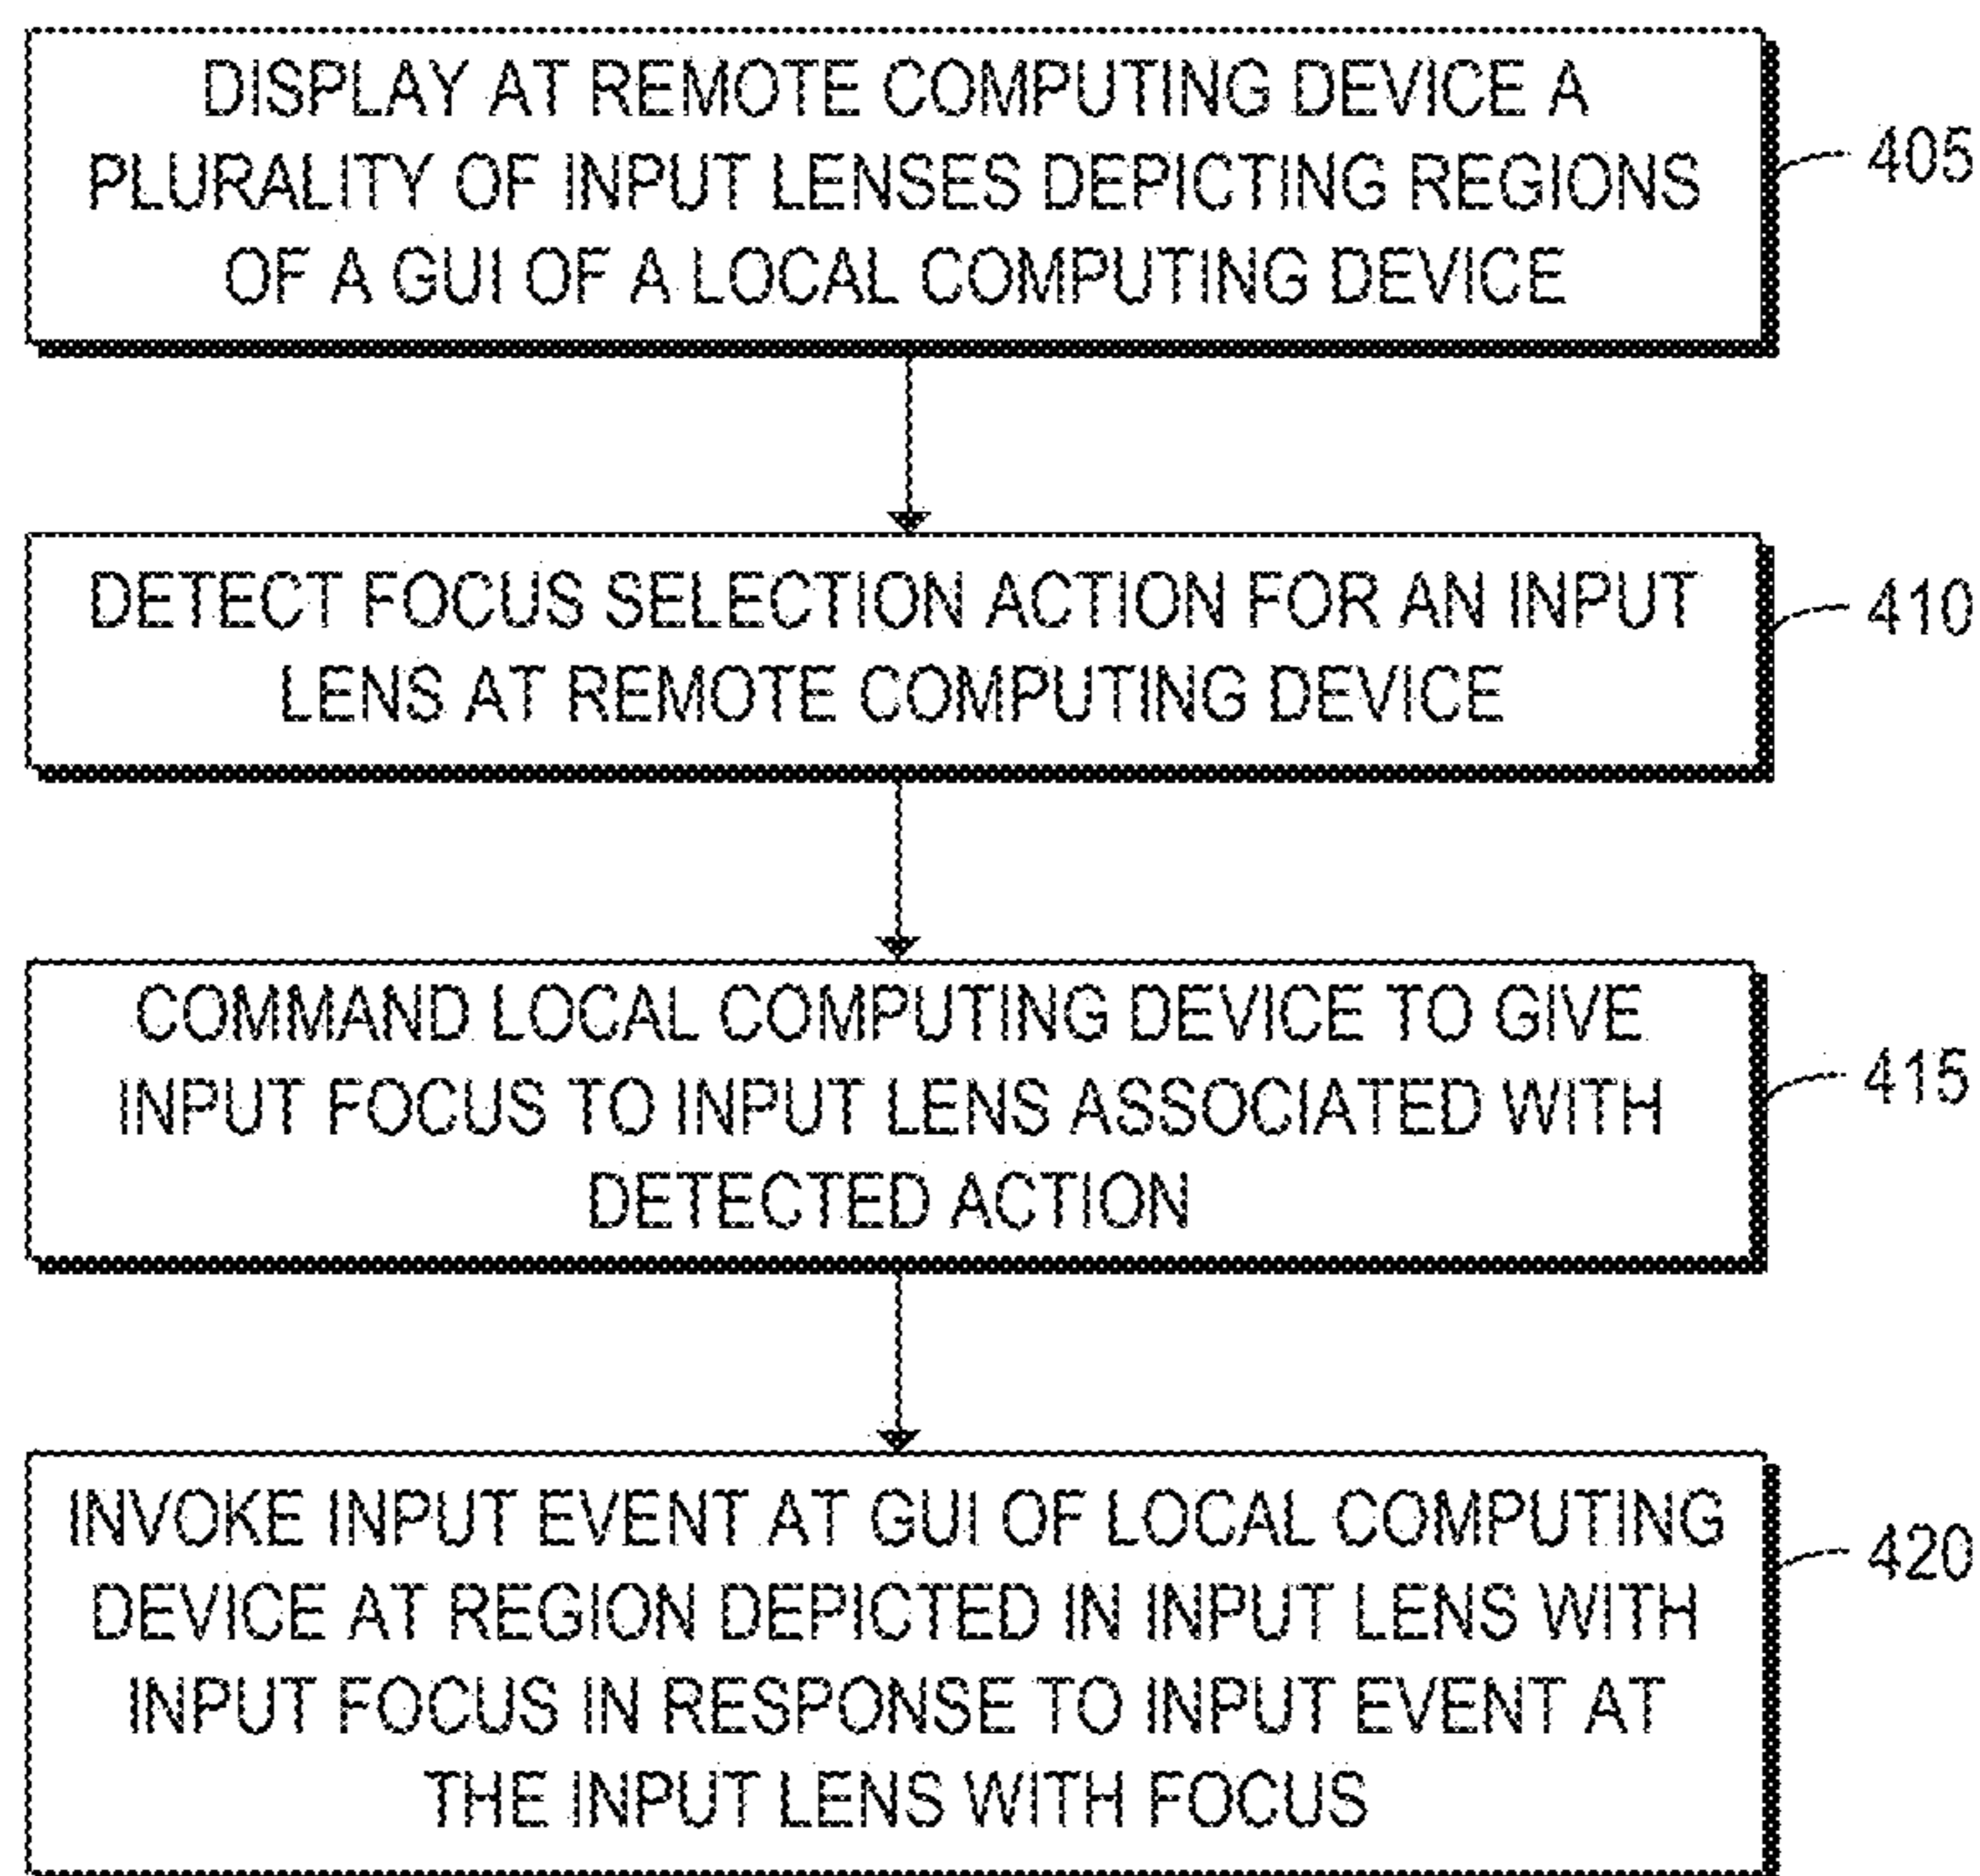 DISPLAY AT REMOTE COMPUTING DEVICE A
PLURALITY OF INPUT LENSES DEPICTING REGIONS
OF A GUI OF A LOCAL COMPUTING DEVICE
405
DETECT FOCUS SELECTION ACTION FOR AN INPUT
LENS AT REMOTE COMPUTING DEVICE
410
COMMAND LOCAL COMPUTING DEVICE TO GIVE
INPUT FOCUS TO INPUT LENS ASSOCIATED WITH
DETECTED ACTION
415
INVOKE INPUT EVENT AT GUI OF LOCAL COMPUTING
DEVICE AT REGION DEPICTED IN INPUT LENS WITH
INPUT FOCUS IN RESPONSE TO INPUT EVENT AT
THE INPUT LENS WITH FOCUS
420